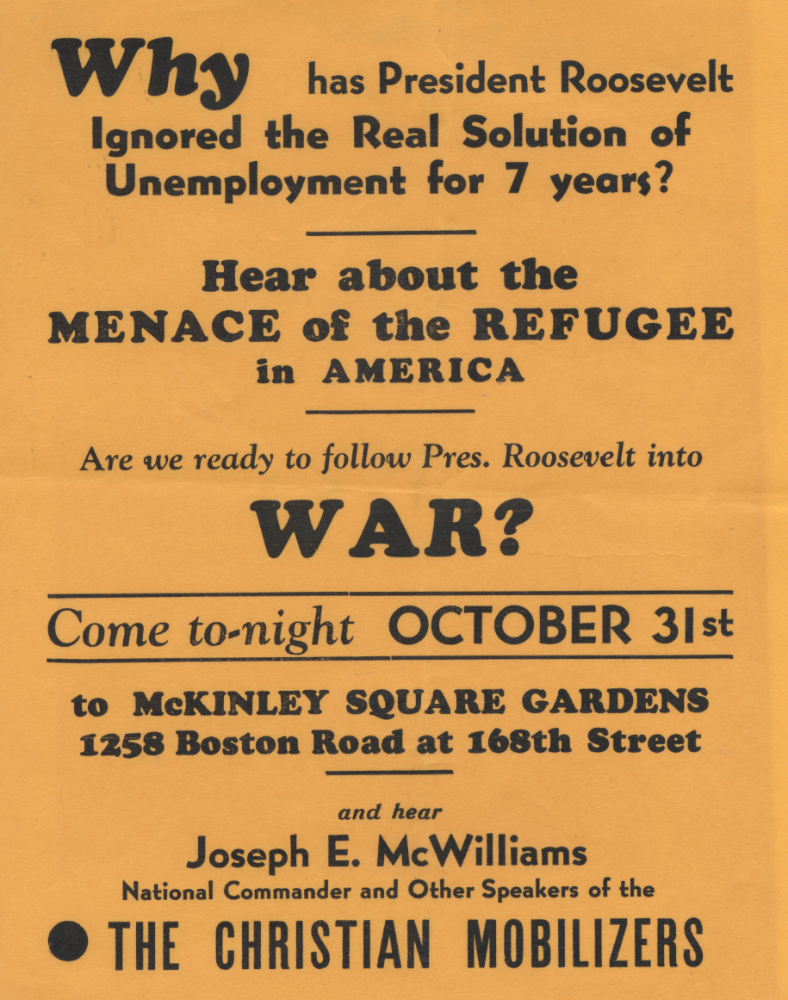 Why has President Roosevelt
Ignored the Real Solution of
Unemployment for 7 years?
Hear about the
MENACE of the REFUGEE
in AMERICA
Are we ready to follow Pres. Roosevelt into
WAR?
Come to-night OCTOBER 31st
to McKINLEY SQUARE GARDENS
1258 Boston Road at 168th Street
and hear
Joseph E. McWilliams
National Commander and Other Speakers of the
● THE CHRISTIAN MOBILIZERS